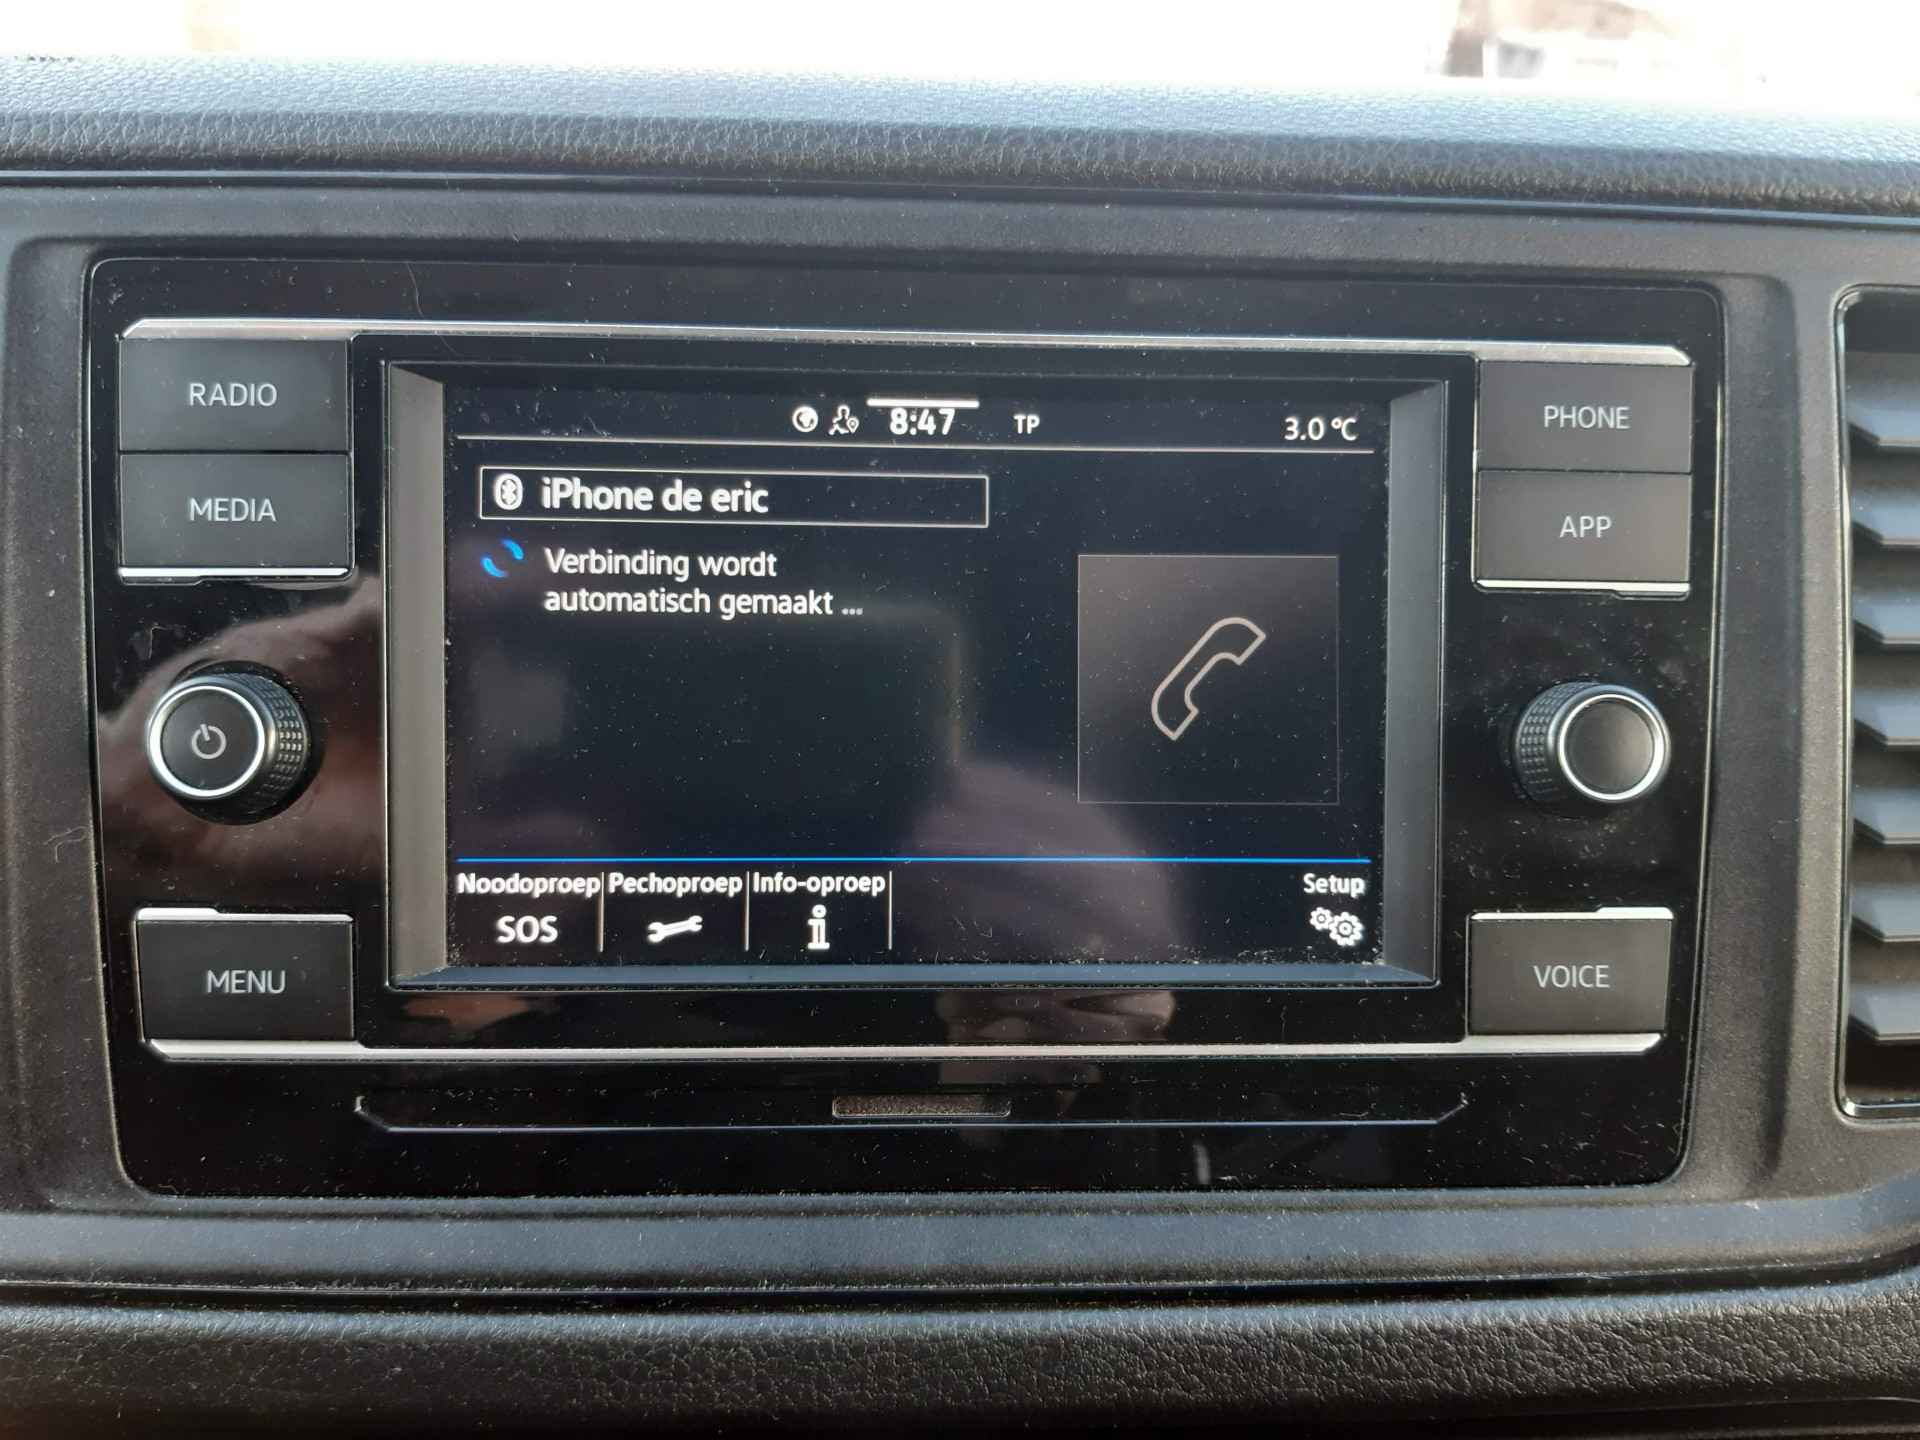 RADIO
MEDIA
MENU
8:47
TP
3.0 °C
iPhone de eric
Verbinding wordt
automatisch gemaakt ...
Noodoproep
Pechoproep
Info-oproep
Setup
SOS
PHONE
APP
VOICE